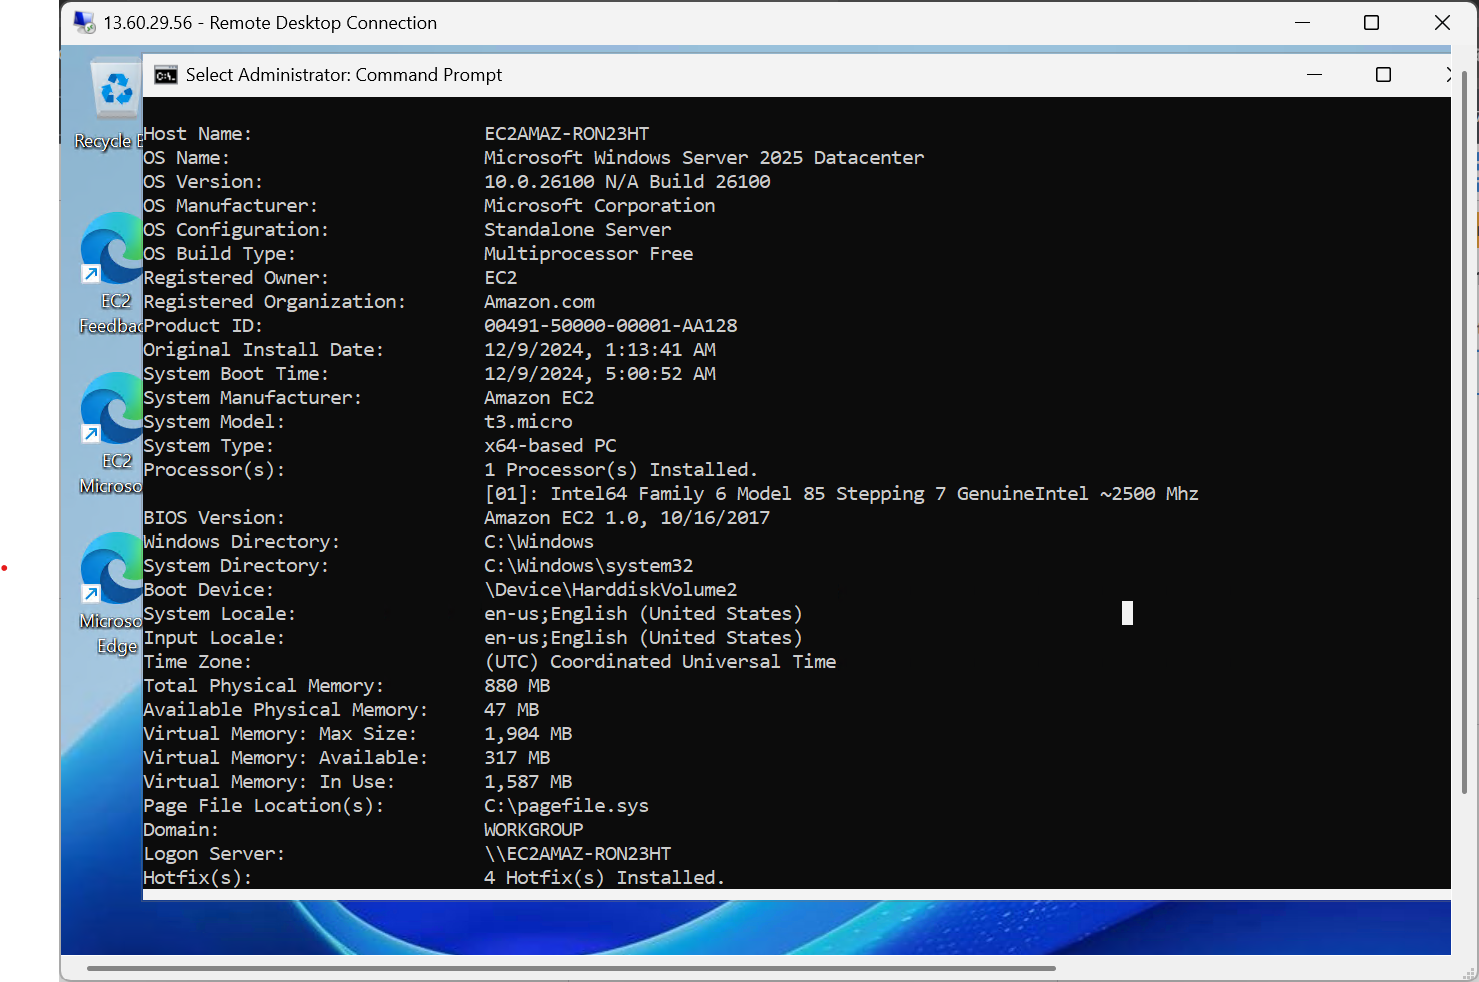 13.60.29.56 - Remote Desktop Connection
Select Administrator: Command Prompt
Recycle
EC2
Feedbac
EC2
Microso
Microso
Edge
Host Name: EC2AMAZ-RON23HT
OS Name: Microsoft Windows Server 2025 Datacenter
OS Version: 10.0.26100 N/A Build 26100
OS Manufacturer: Microsoft Corporation
OS Configuration: Standalone Server
OS Build Type: Multiprocessor Free
Registered Owner: EC2
Registered Organization: Amazon.com
Product ID: 00491-50000-00001-AA128
Original Install Date: 12/9/2024, 1:13:41 AM
System Boot Time: 12/9/2024, 5:00:52 AM
System Manufacturer: Amazon EC2
System Model: t3.micro
System Type: x64-based PC
Processor(s): 1 Processor(s) Installed.
[01]: Intel64 Family 6 Model 85 Stepping 7 GenuineIntel ~2500 Mhz
BIOS Version: Amazon EC2 1.0, 10/16/2017
Windows Directory: C:\Windows
System Directory: C:\Windows\system32
Boot Device: \Device\HarddiskVolume2
System Locale: en-us;English (United States)
Input Locale: en-us;English (United States)
Time Zone: (UTC) Coordinated Universal Time
Total Physical Memory: 880 MB
Available Physical Memory: 47 MB
Virtual Memory: Max Size: 1,904 MB
Virtual Memory: Available: 317 MB
Virtual Memory: In Use: 1,587 MB
Page File Location(s): C:\pagefile.sys
Domain: WORKGROUP
Logon Server: \\EC2AMAZ-RON23HT
Hotfix(s): 4 Hotfix(s) Installed.